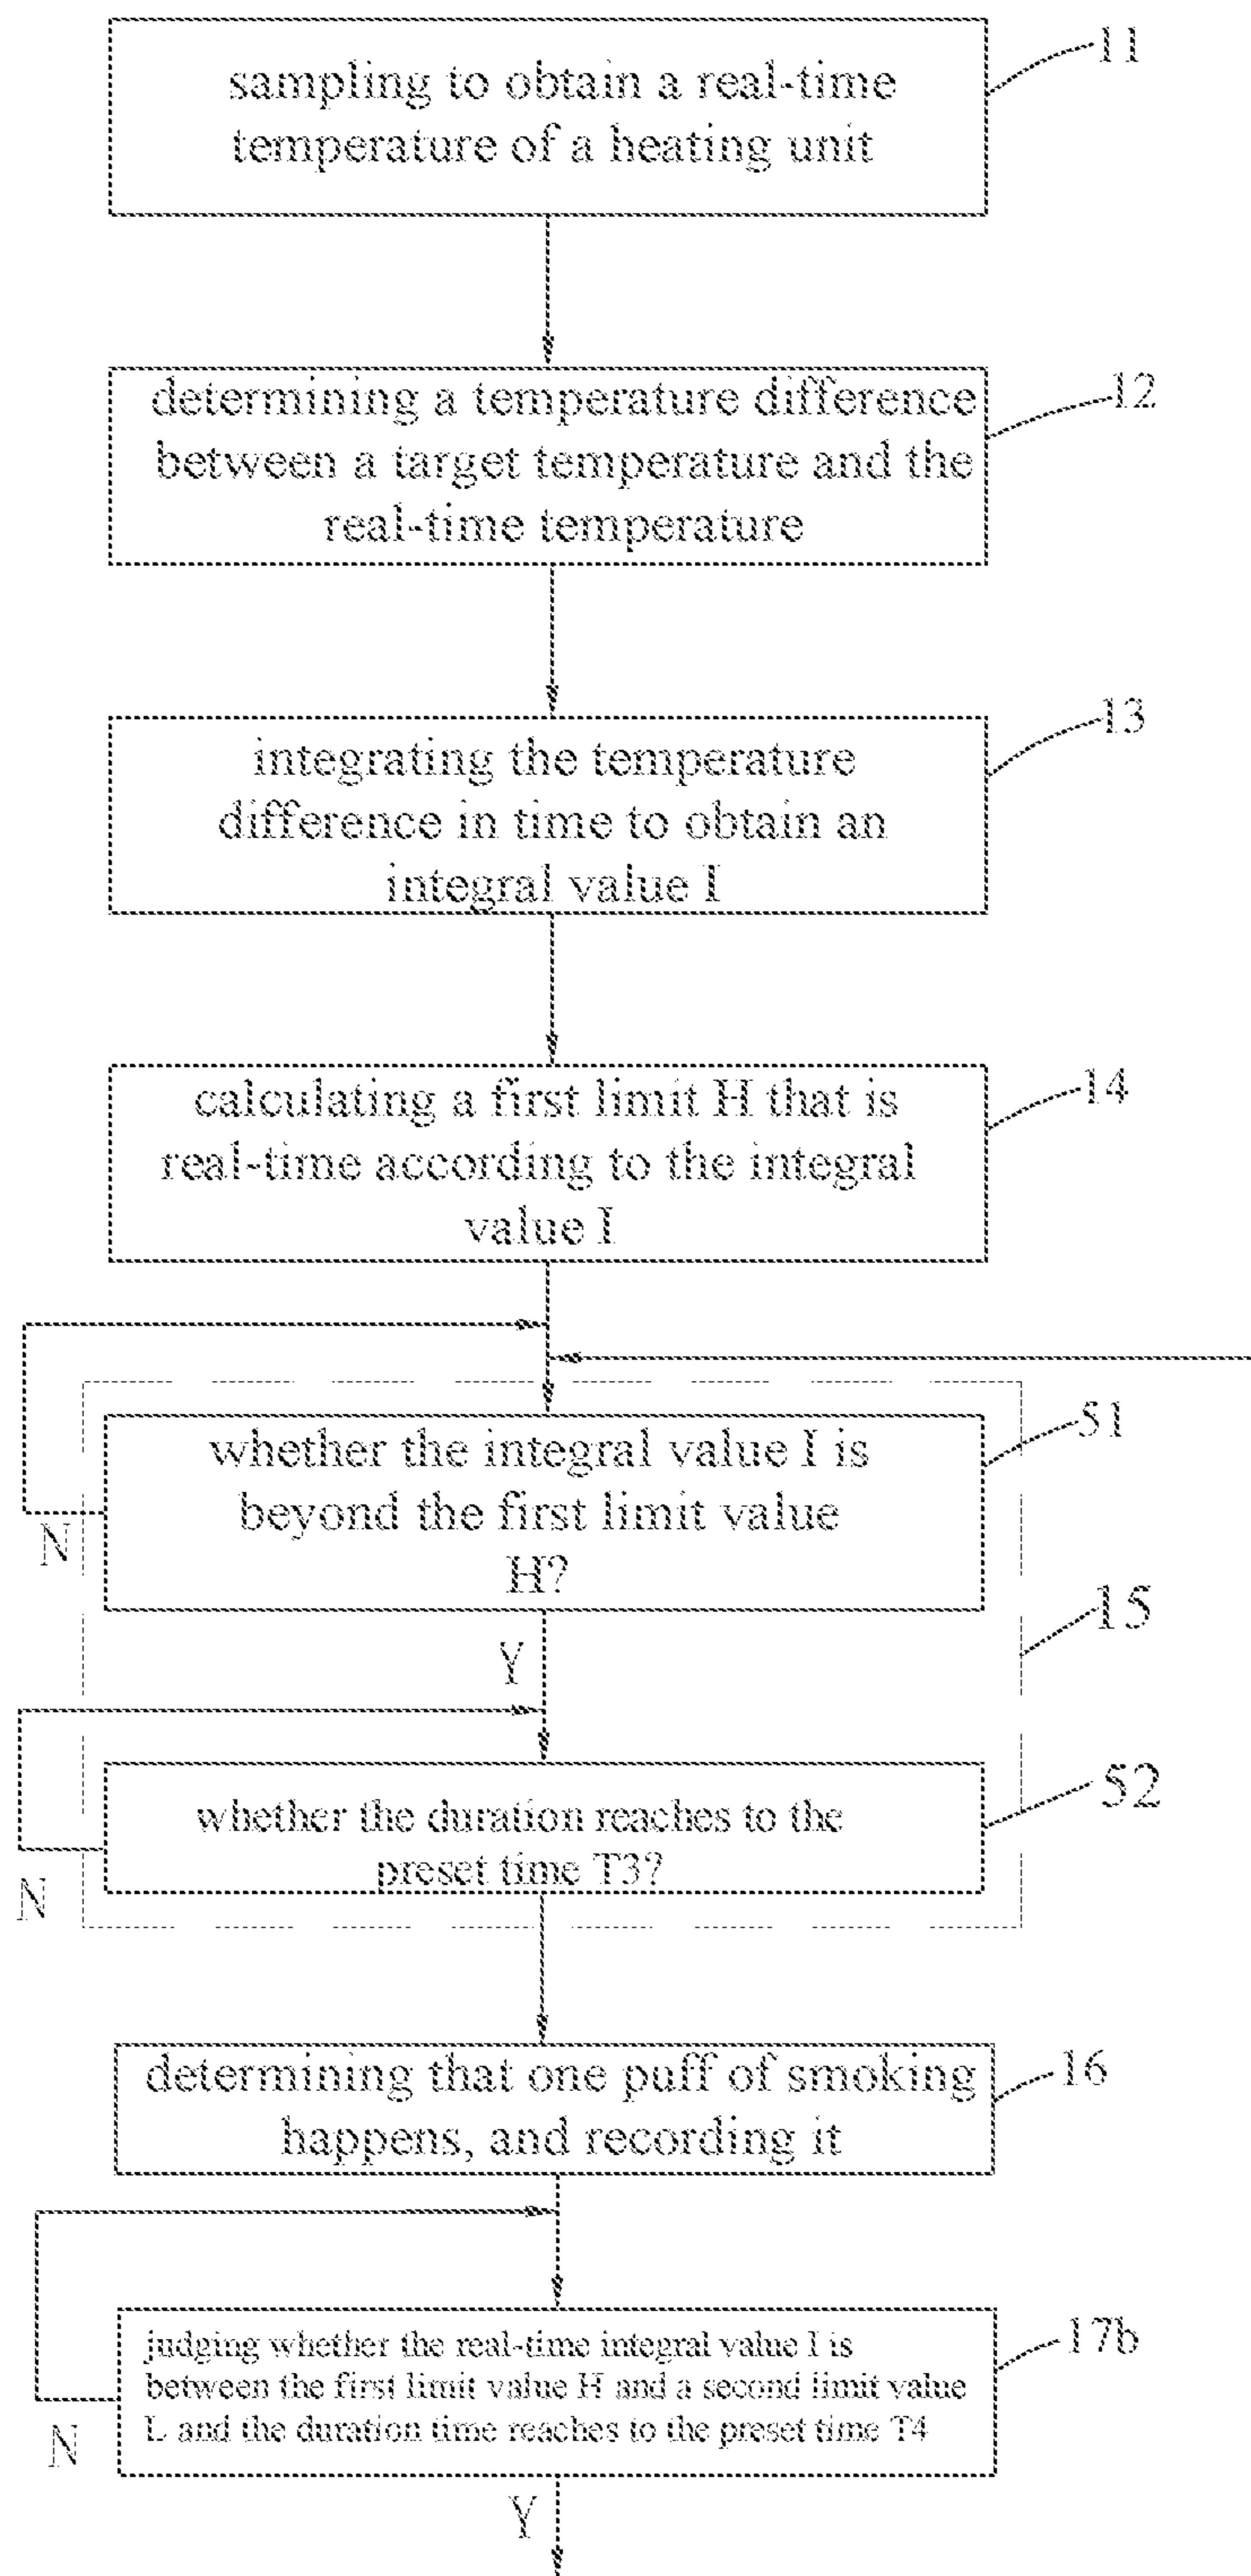 sampling to obtain a real-time
temperature of a heating unit
11
determining a temperature difference
between a target temperature and the
real-time temperature
12
integrating the temperature
difference in time to obtain an
integral value I
13
calculating a first limit H that is
real-time according to the integral
value I
14
whether the integral value I is
beyond the first limit value
H?
51
N
15
Y
whether the duration reaches to the
preset time T3?
52
N
determining that one puff of smoking
happens, and recording it
16
judging whether the real-time integral value I is
between the first limit value H and a second limit value
L and the duration time reaches to the preset time T4
17b
N
Y